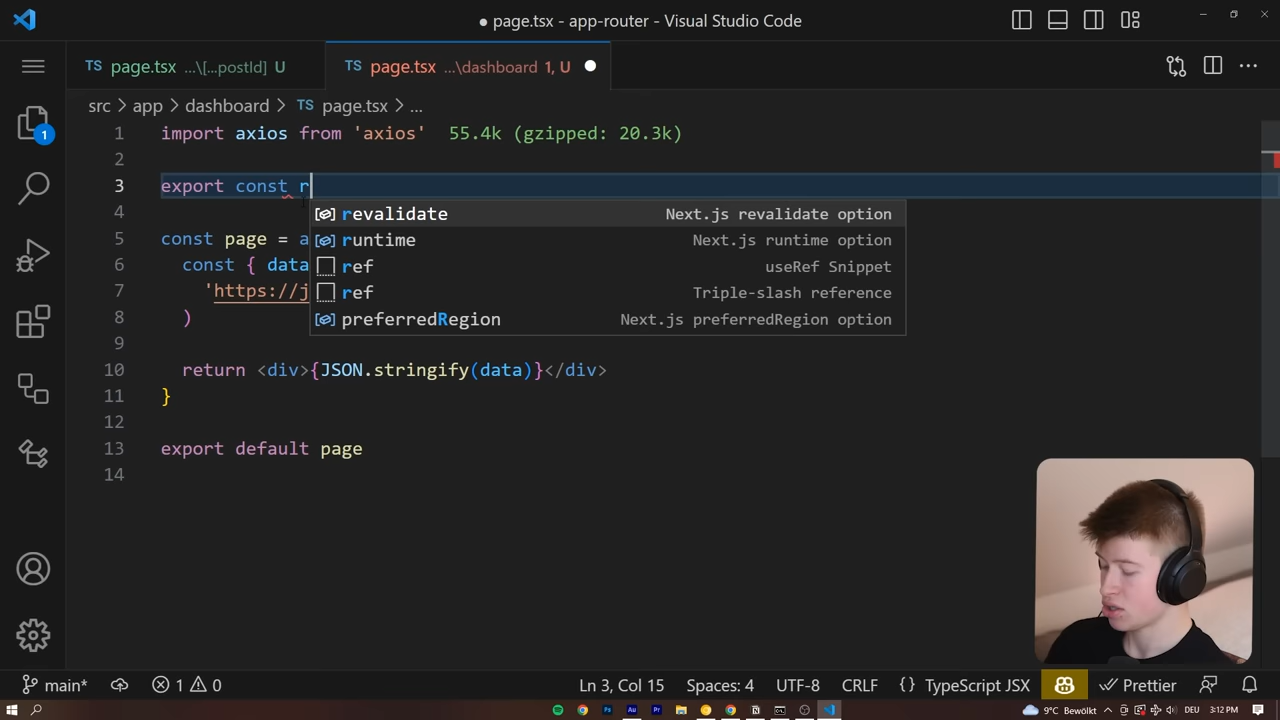 ● page.tsx - app-router - Visual Studio Code
TS page.tsx ...\[...postId] U
TS page.tsx ...\dashboard 1, U
src > app > dashboard > TS page.tsx > ...
1 import axios from 'axios' 55.4k (gzipped: 20.3k)
2
3 export const r
revalidate Next.js revalidate option
4
5 const page = a
runtime Next.js runtime option
6 const { data
ref useRef Snippet
7 'https://j
ref Triple-slash reference
8 )
preferredRegion Next.js preferredRegion option
9
10 return <div>{JSON.stringify(data)}</div>
11 }
12
13 export default page
14
1
main* 1 0 Ln 3, Col 15 Spaces: 4 UTF-8 CRLF {} TypeScript JSX Prettier
9°C Bewölkt DEU 3:12 PM